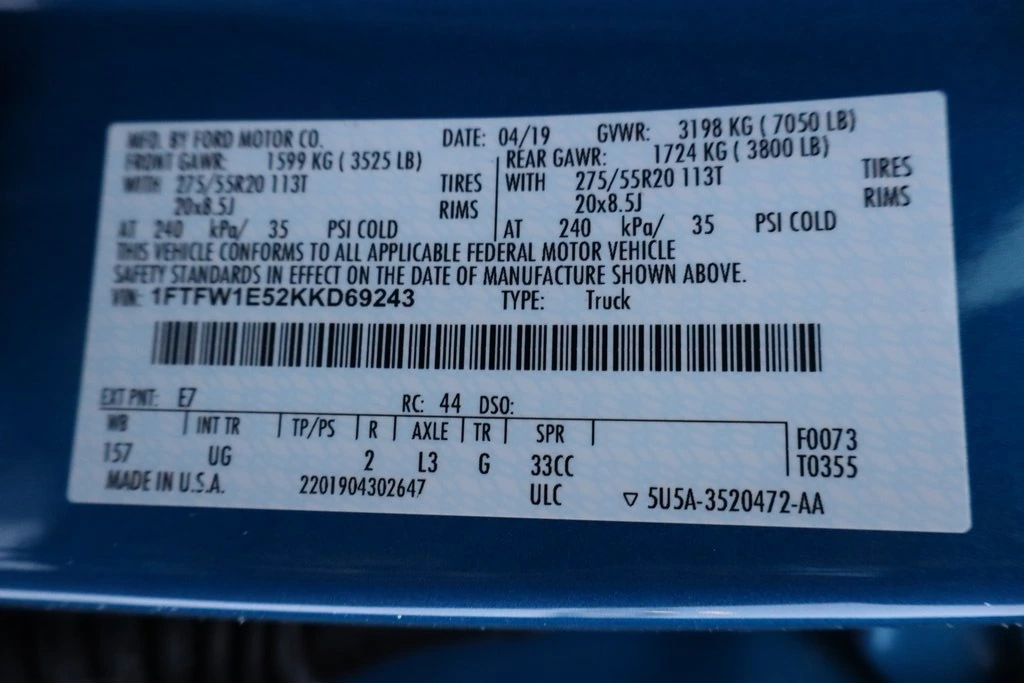 MFD. BY FORD MOTOR CO. DATE: 04/19 GVWR: 3198 KG ( 7050 LB)
FRONT GAWR: 1599 KG ( 3525 LB) REAR GAWR: 1724 KG ( 3800 LB)
WITH 275/55R20 113T TIRES WITH 275/55R20 113T TIRES
20x8.5J RIMS 20x8.5J RIMS
AT 240 kPa/ 35 PSI COLD AT 240 kPa/ 35 PSI COLD
THIS VEHICLE CONFORMS TO ALL APPLICABLE FEDERAL MOTOR VEHICLE
SAFETY STANDARDS IN EFFECT ON THE DATE OF MANUFACTURE SHOWN ABOVE.
VIN: 1FTFW1E52KKD69243 TYPE: Truck
EXT PNT: E7 RC: 44 DSO:
WB INT TR TP/PS R AXLE TR SPR F0073
157 UG 2 L3 G 33CC T0355
MADE IN U.S.A. 2201904302647 ULC ▽ 5U5A-3520472-AA